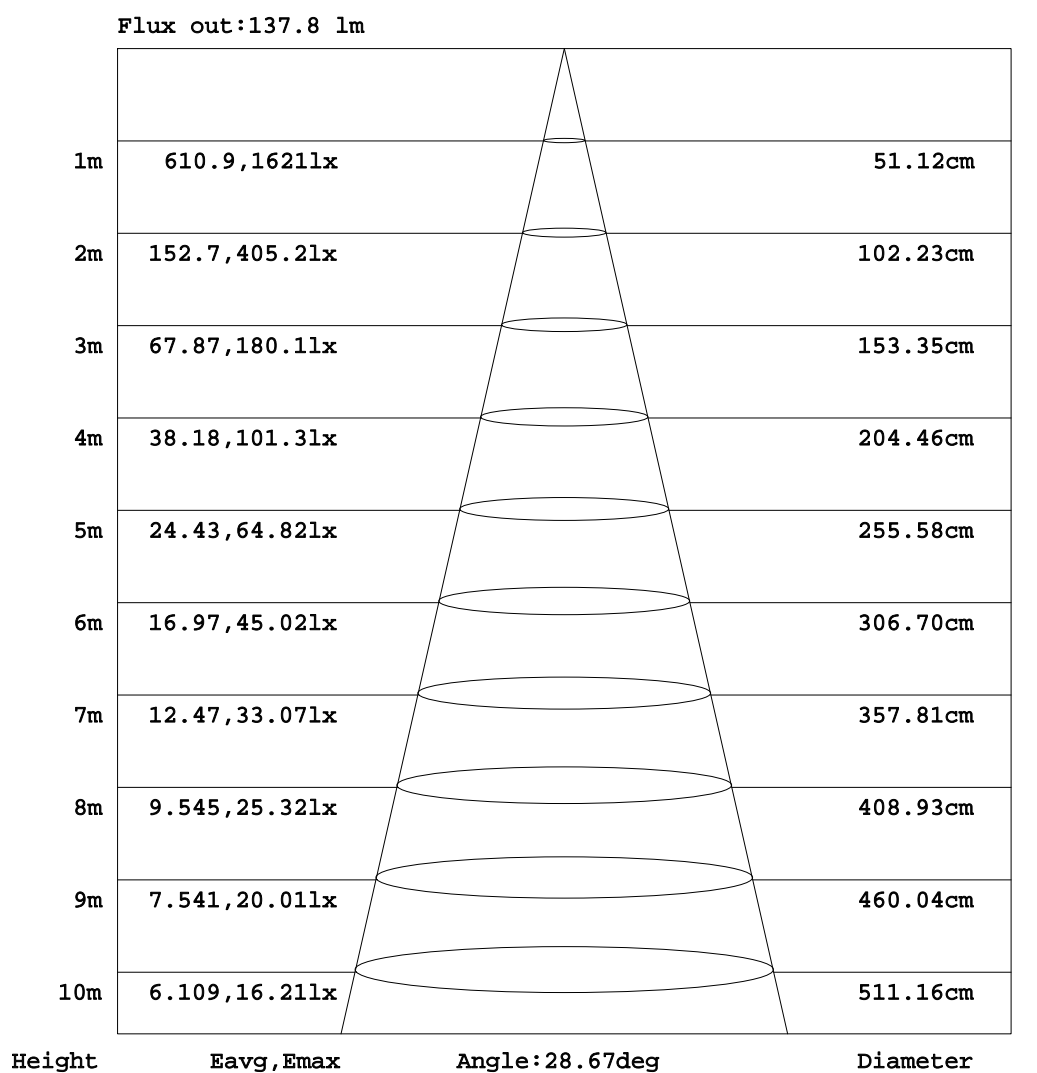 Flux out:137.8 lm
1m 610.9,1621lx 51.12cm
2m 152.7,405.2lx 102.23cm
3m 67.87,180.1lx 153.35cm
4m 38.18,101.3lx 204.46cm
5m 24.43,64.82lx 255.58cm
6m 16.97,45.02lx 306.70cm
7m 12.47,33.07lx 357.81cm
8m 9.545,25.32lx 408.93cm
9m 7.541,20.01lx 460.04cm
10m 6.109,16.21lx 511.16cm
Height Eavg,Emax Angle:28.67deg Diameter